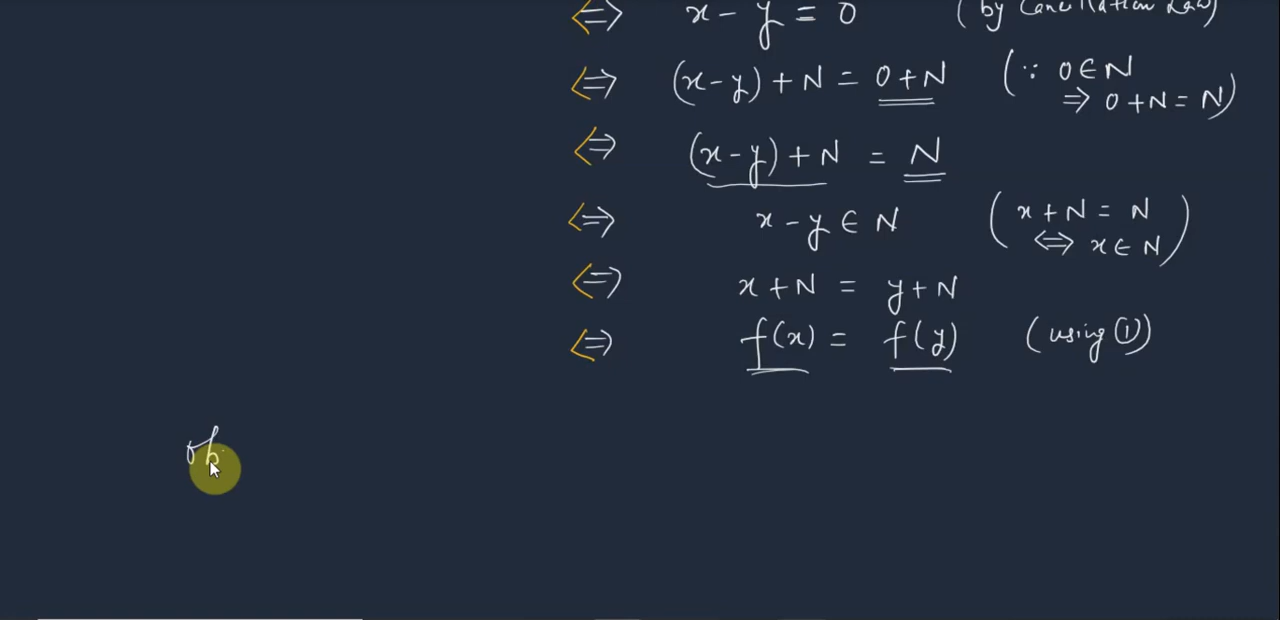 ⇔ x - y = 0 (by Cancellation Law)
⇔ (x-y) + N = 0 + N (∵ 0 ∈ N ⇒ 0 + N = N)
⇔ (x-y) + N = N
⇔ x - y ∈ N (x + N = N ⇔ x ∈ N)
⇔ x + N = y + N
⇔ f(x) = f(y) (using ①)